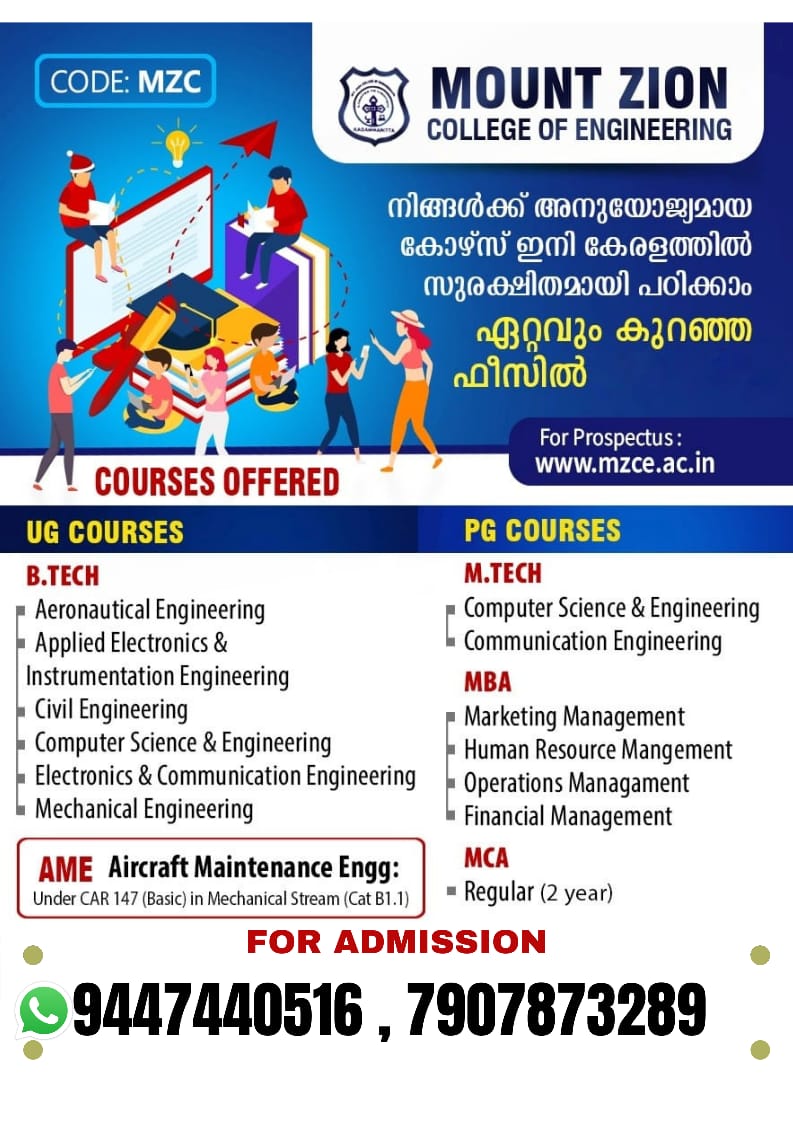 CODE: MZC
KADAMMANITTA
MOUNT ZION
COLLEGE OF ENGINEERING
നിങ്ങൾക്ക് അനുയോജ്യമായ
കോഴ്സ് ഇനി കേരളത്തിൽ
സുരക്ഷിതമായി പഠിക്കാം
ഏറ്റവും കുറഞ്ഞ
ഫീസിൽ
For Prospectus :
www.mzce.ac.in
COURSES OFFERED
UG COURSES
B.TECH
Aeronautical Engineering
Applied Electronics &
Instrumentation Engineering
Civil Engineering
Computer Science & Engineering
Electronics & Communication Engineering
Mechanical Engineering
AME Aircraft Maintenance Engg:
Under CAR 147 (Basic) in Mechanical Stream (Cat B1.1)
PG COURSES
M.TECH
Computer Science & Engineering
Communication Engineering
MBA
Marketing Management
Human Resource Mangement
Operations Managament
Financial Management
MCA
Regular (2 year)
FOR ADMISSION
9447440516 , 7907873289